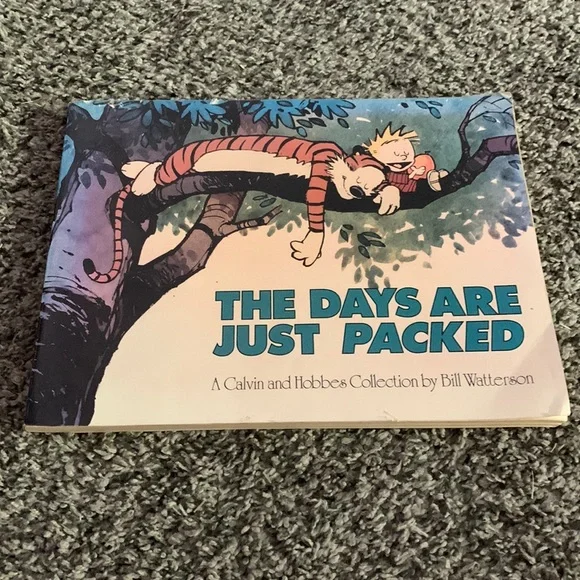 THE DAYS ARE
JUST PACKED
A Calvin and Hobbes Collection by Bill Watterson